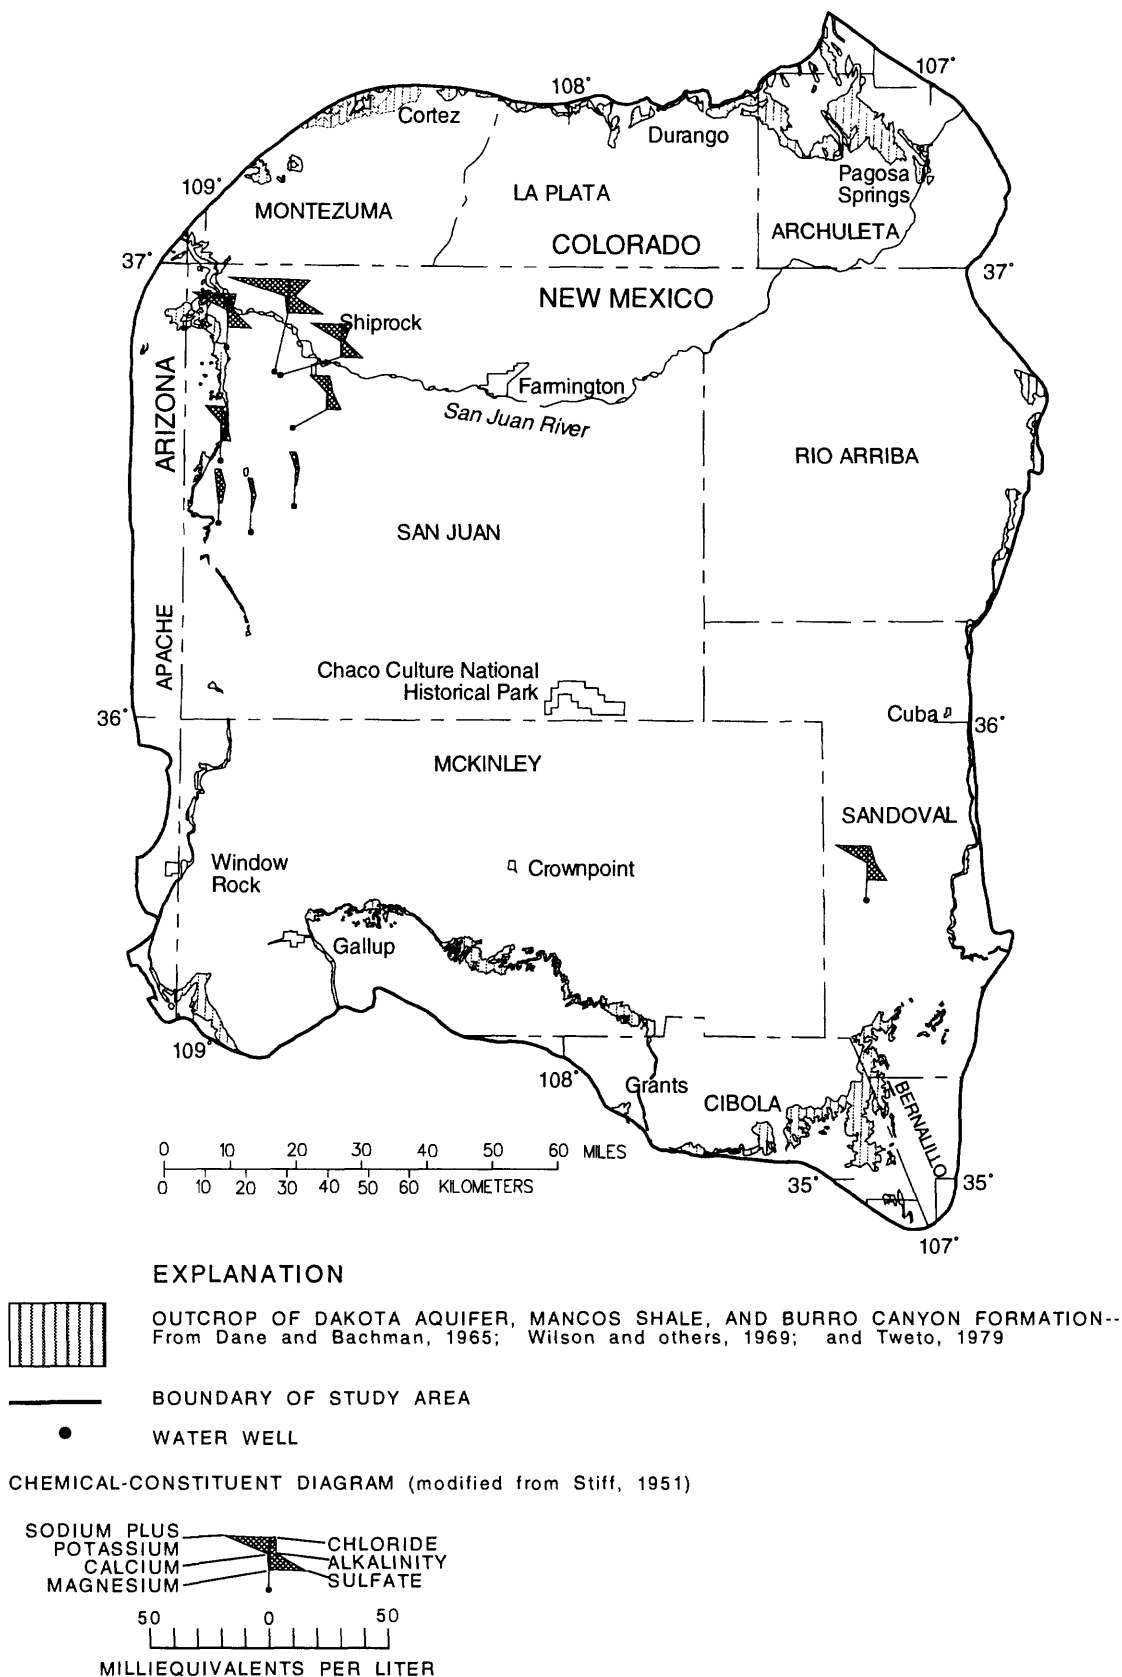 107°
108°
Cortez
Durango
Pagosa
Springs
109°
MONTEZUMA
LA PLATA
ARCHULETA
COLORADO
37°
37°
NEW MEXICO
Shiprock
ARIZONA
Farmington
San Juan River
RIO ARRIBA
SAN JUAN
APACHE
Chaco Culture National
Historical Park
36°
Cuba
36°
MCKINLEY
SANDOVAL
Window
Rock
Crownpoint
Gallup
109°
108°
Grants
CIBOLA
BERNALILLO
0 10 20 30 40 50 60 MILES
0 10 20 30 40 50 60 KILOMETERS
35°
35°
107°
EXPLANATION
OUTCROP OF DAKOTA AQUIFER, MANCOS SHALE, AND BURRO CANYON FORMATION--
From Dane and Bachman, 1965; Wilson and others, 1969; and Tweto, 1979
BOUNDARY OF STUDY AREA
WATER WELL
CHEMICAL-CONSTITUENT DIAGRAM (modified from Stiff, 1951)
SODIUM PLUS
POTASSIUM
CALCIUM
MAGNESIUM
CHLORIDE
ALKALINITY
SULFATE
50 0 50
MILLIEQUIVALENTS PER LITER